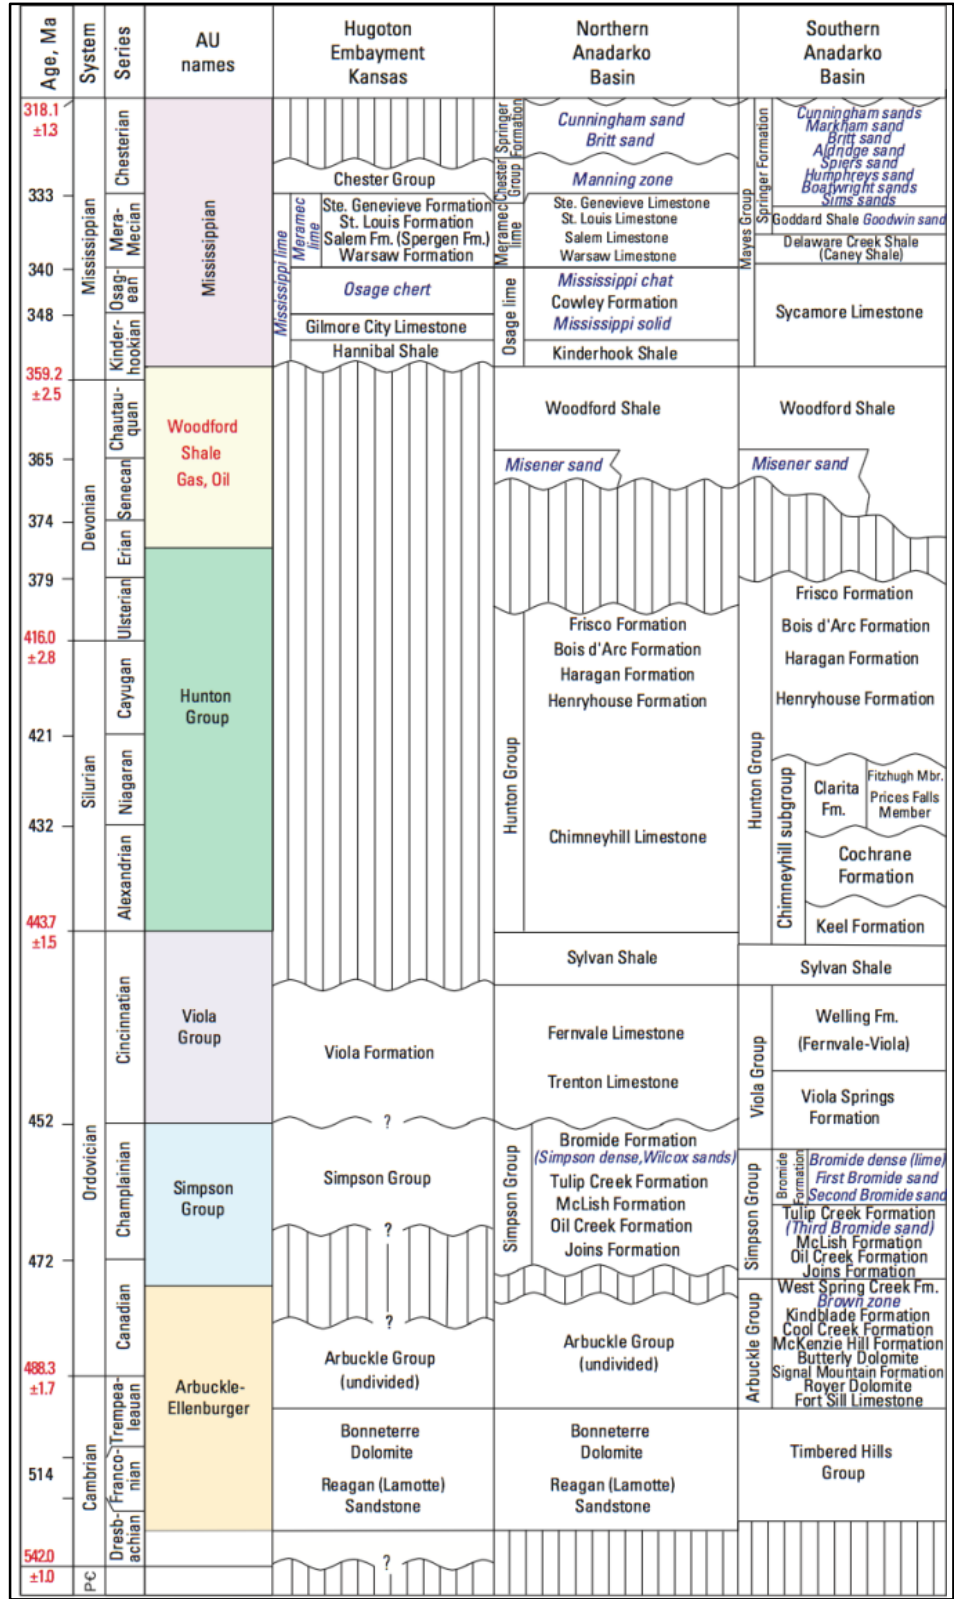 Age, Ma
System
Series
AU
names
Hugoton
Embayment
Kansas
Northern
Anadarko
Basin
Southern
Anadarko
Basin
318.1
±13
333
340
348
359.2
±2.5
365
374
379
416.0
±2.8
421
432
443.7
±1.5
452
472
488.3
±1.7
514
542.0
±1.0
Mississippian
Devonian
Silurian
Ordovician
Cambrian
P€
Chesterian
Mera-
Mecian
Osag-
ean
Kinder-
hookian
Chautau-
quan
Senecan
Erian
Ulsterian
Cayugan
Niagaran
Alexandrian
Cincinnatian
Champlainian
Canadian
Trempea-
leauan
Franco-
nian
Dresb-
achian
Mississippian
Woodford
Shale
Gas, Oil
Hunton
Group
Viola
Group
Simpson
Group
Arbuckle-
Ellenburger
Chester Group
Mississippi lime
Meramec
lime
Ste. Genevieve Formation
St. Louis Formation
Salem Fm. (Spergen Fm.)
Warsaw Formation
Osage chert
Gilmore City Limestone
Hannibal Shale
Viola Formation
?
Simpson Group
?
?
Arbuckle Group
(undivided)
Bonneterre
Dolomite
Reagan (Lamotte)
Sandstone
?
Springer
Formation
Cunningham sand
Britt sand
Chester
Group
Manning zone
Meramec
lime
Ste. Genevieve Limestone
St. Louis Limestone
Salem Limestone
Warsaw Limestone
Osage lime
Mississippi chat
Cowley Formation
Mississippi solid
Kinderhook Shale
Woodford Shale
Misener sand
Hunton Group
Frisco Formation
Bois d'Arc Formation
Haragan Formation
Henryhouse Formation
Chimneyhill Limestone
Sylvan Shale
Fernvale Limestone
Trenton Limestone
Simpson Group
Bromide Formation
(Simpson dense,Wilcox sands)
Tulip Creek Formation
McLish Formation
Oil Creek Formation
Joins Formation
Arbuckle Group
(undivided)
Bonneterre
Dolomite
Reagan (Lamotte)
Sandstone
Mayes Group
Springer Formation
Cunningham sands
Markham sand
Britt sand
Aldridge sand
Spiers sand
Humphreys sand
Boatwright sands
Sims sands
Goddard Shale Goodwin sand
Delaware Creek Shale
(Caney Shale)
Sycamore Limestone
Woodford Shale
Misener sand
Hunton Group
Frisco Formation
Bois d'Arc Formation
Haragan Formation
Henryhouse Formation
Chimneyhill subgroup
Clarita
Fm.
Fitzhugh Mbr.
Prices Falls
Member
Cochrane
Formation
Keel Formation
Sylvan Shale
Viola Group
Welling Fm.
(Fernvale-Viola)
Viola Springs
Formation
Simpson Group
Bromide
Formation
Bromide dense (lime)
First Bromide sand
Second Bromide sand
Tulip Creek Formation
(Third Bromide sand)
McLish Formation
Oil Creek Formation
Joins Formation
Arbuckle Group
West Spring Creek Fm.
Brown zone
Kindblade Formation
Cool Creek Formation
McKenzie Hill Formation
Butterly Dolomite
Signal Mountain Formation
Royer Dolomite
Fort Sill Limestone
Timbered Hills
Group